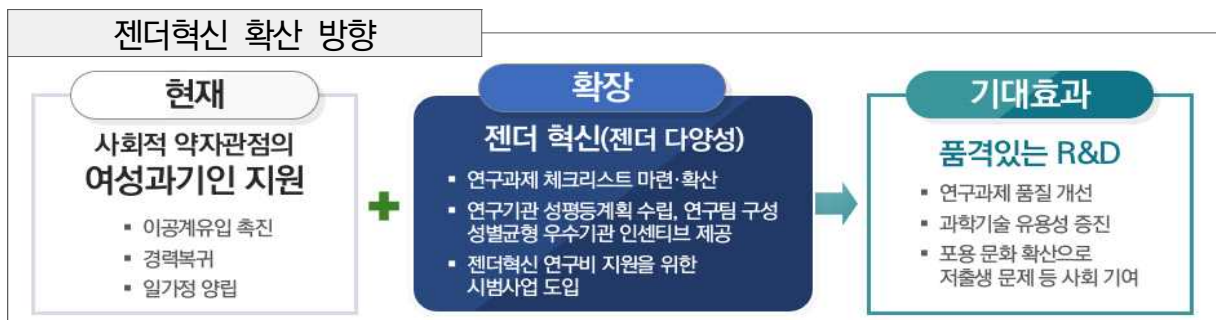 젠더혁신 확산 방향
현재
사회적 약자관점의
여성과기인 지원
▪ 이공계유입 촉진
▪ 경력복귀
▪ 일가정 양립
+
확장
젠더 혁신(젠더 다양성)
▪ 연구과제 체크리스트 마련·확산
▪ 연구기관 성평등계획 수립, 연구팀 구성
성별균형 우수기관 인센티브 제공
▪ 젠더혁신 연구비 지원을 위한
시범사업 도입
기대효과
품격있는 R&D
▪ 연구과제 품질 개선
▪ 과학기술 유용성 증진
▪ 포용 문화 확산으로
저출생 문제 등 사회 기여